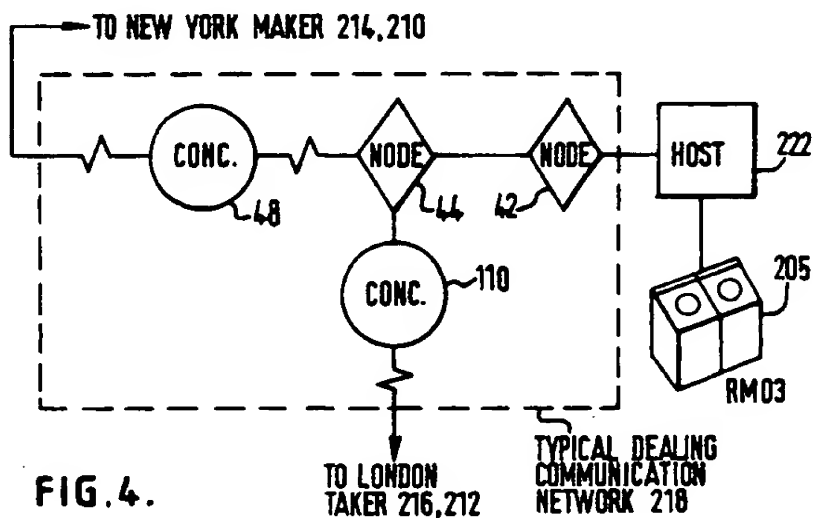 TO NEW YORK MAKER 214,210
CONC.
48
NODE
44
NODE
42
HOST
222
CONC.
110
205
RM03
TO LONDON
TAKER 216,212
TYPICAL DEALING
COMMUNICATION
NETWORK 218
FIG.4.